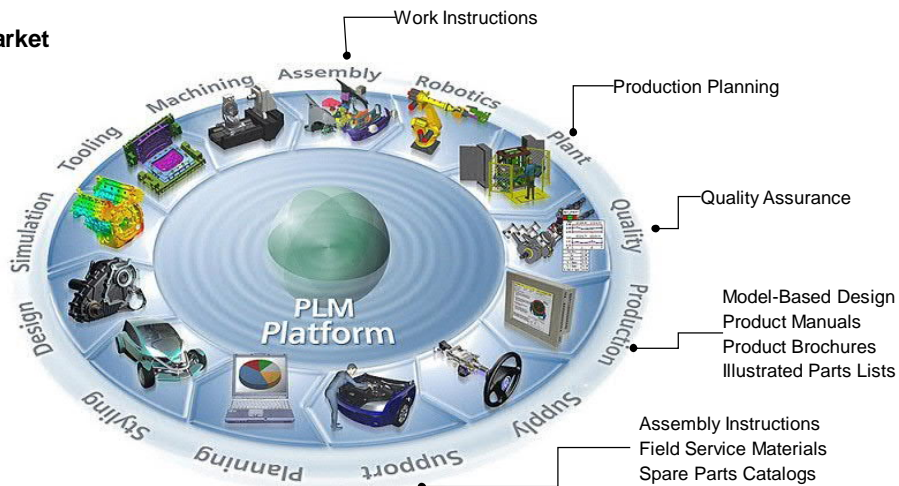 arket
Work Instructions
Production Planning
Quality Assurance
Model-Based Design
Product Manuals
Product Brochures
Illustrated Parts Lists
Assembly Instructions
Field Service Materials
Spare Parts Catalogs
Design
Simulation
Tooling
Machining
Assembly
Robotics
Plant
Quality
Production
Supply
Support
Planning
Styling
PLM
Platform